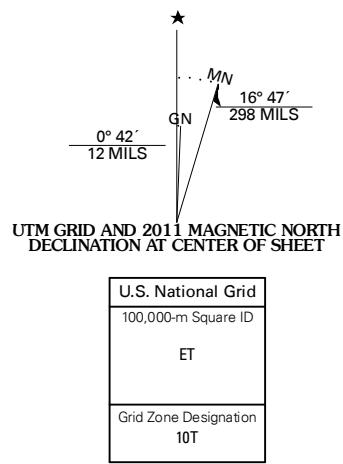 ★
MN
GN
16° 47´
298 MILS
0° 42´
12 MILS
UTM GRID AND 2011 MAGNETIC NORTH
DECLINATION AT CENTER OF SHEET
U.S. National Grid
100,000-m Square ID
ET
Grid Zone Designation
10T